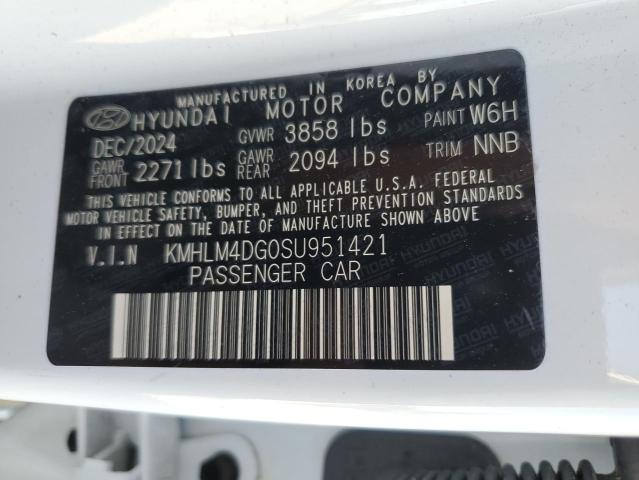 MANUFACTURED IN KOREA BY
HYUNDAI MOTOR COMPANY
DEC/2024 GVWR 3858 lbs PAINT W6H
GAWR FRONT 2271 lbs GAWR REAR 2094 lbs TRIM NNB
THIS VEHICLE CONFORMS TO ALL APPLICABLE U.S.A. FEDERAL
MOTOR VEHICLE SAFETY, BUMPER, AND THEFT PREVENTION STANDARDS
IN EFFECT ON THE DATE OF MANUFACTURE SHOWN ABOVE.
V.I.N KMHLM4DG0SU951421
PASSENGER CAR